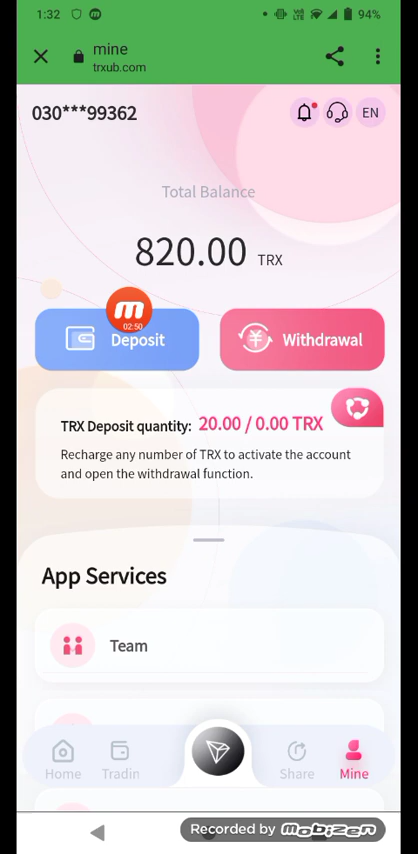 1:32
94%
mine
trxub.com
030***99362
EN
Total Balance
820.00 TRX
02:50
Deposit
Withdrawal
TRX Deposit quantity: 20.00 / 0.00 TRX
Recharge any number of TRX to activate the account
and open the withdrawal function.
App Services
Team
Home
Tradin
Share
Mine
Recorded by mobizen